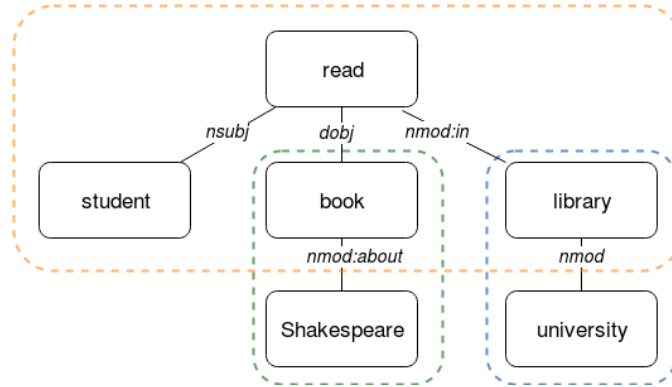 read
nsubj dobj nmod:in
student book library
nmod:about nmod
Shakespeare university